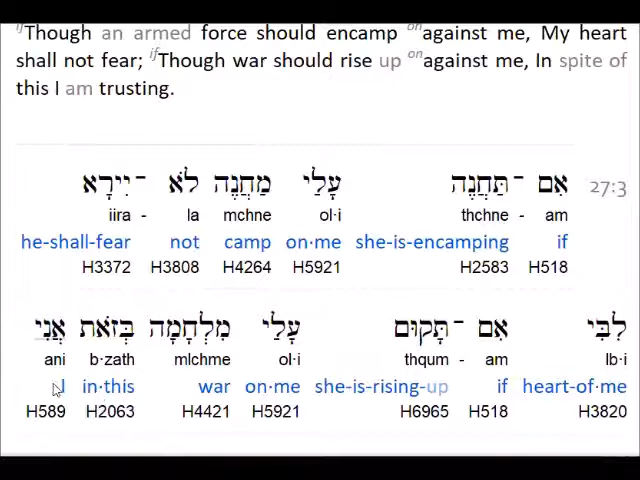 ifThough an armed force should encamp onagainst me, My heart
shall not fear; ifThough war should rise up onagainst me, In spite of
this I am trusting.
27:3 אִם ־תַּחֲנֶה עָלַי מַחֲנֶה לֹא ־יִירָא
iira - la mchne ol·i thchne - am
he-shall-fear not camp on·me she-is-encamping if
H3372 H3808 H4264 H5921 H2583 H518
לִבִּי אִם ־תָּקוּם עָלַי מִלְחָמָה בְּזֹאת אֲנִי
ani b·zath mlchme ol·i thqum - am lb·i
I in·this war on·me she-is-rising-up if heart-of·me
H589 H2063 H4421 H5921 H6965 H518 H3820